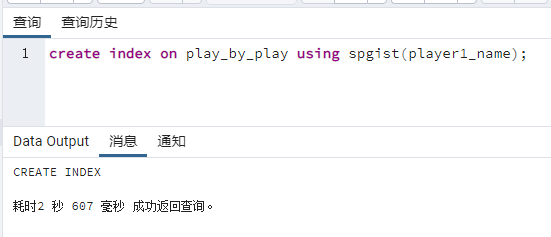 查询 查询历史
1 create index on play_by_play using spgist(player1_name);
Data Output 消息 通知
CREATE INDEX
耗时2 秒 607 毫秒 成功返回查询。